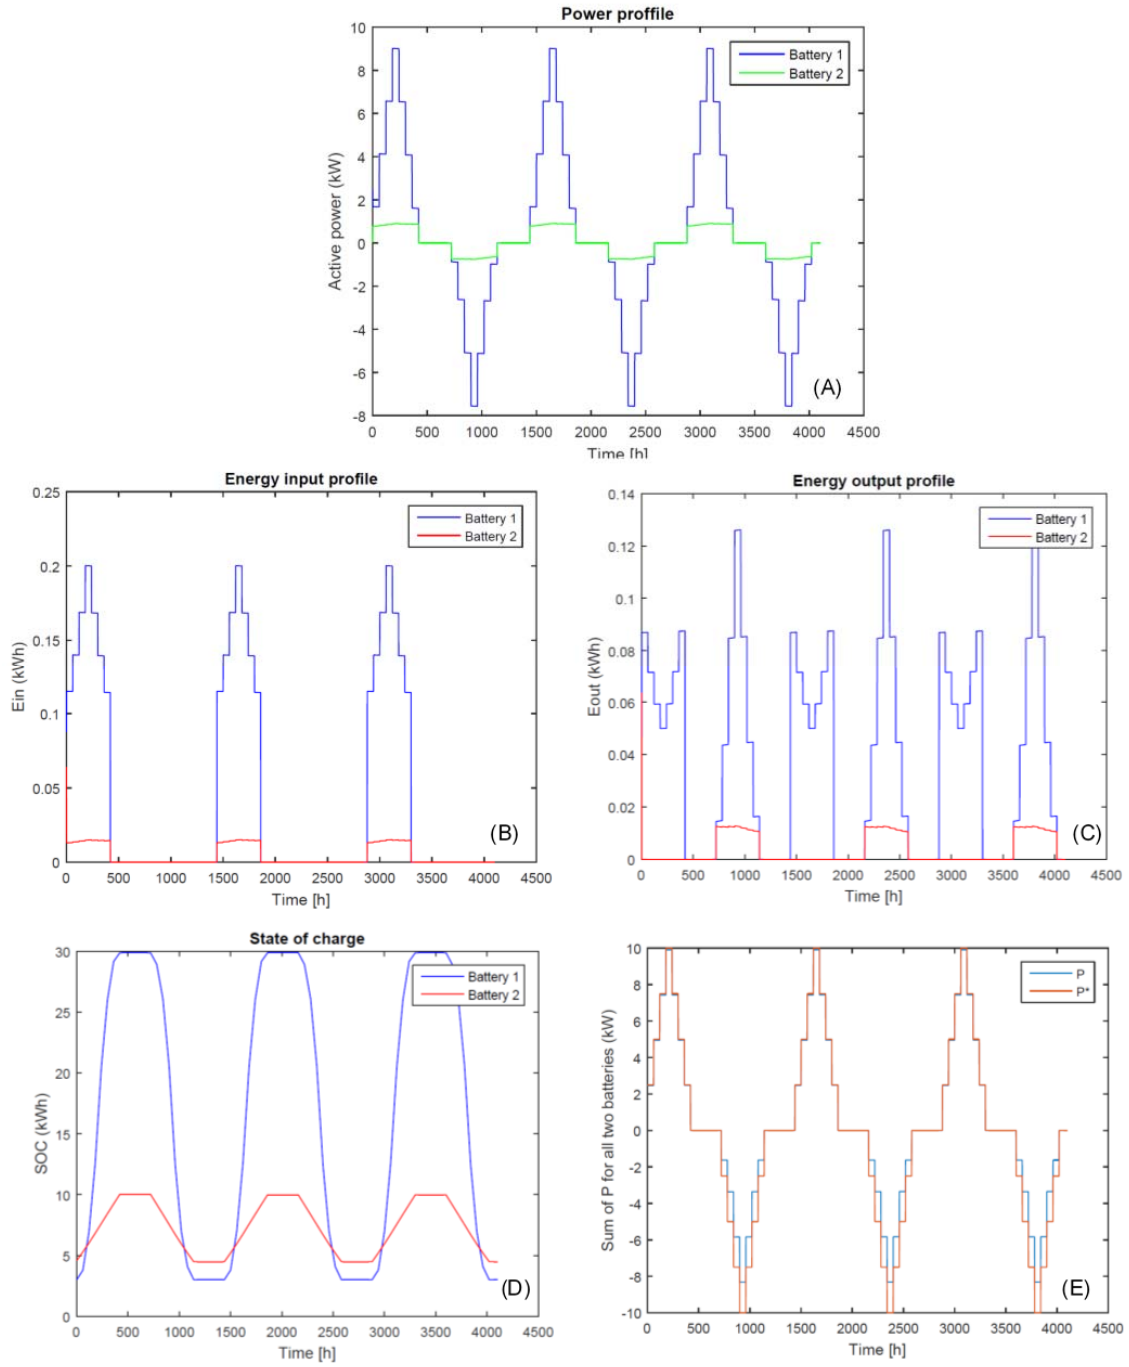 Power proffile
10
8
6
4
2
0
-2
-4
-6
-8
Active power (kW)
Battery 1
Battery 2
(A)
0 500 1000 1500 2000 2500 3000 3500 4000 4500
Time [h]
Energy input profile
0.25
0.2
0.15
0.1
0.05
0
Ein (kWh)
Battery 1
Battery 2
(B)
0 500 1000 1500 2000 2500 3000 3500 4000 4500
Time [h]
Energy output profile
0.14
0.12
0.1
0.08
0.06
0.04
0.02
0
Eout (kWh)
Battery 1
Battery 2
(C)
0 500 1000 1500 2000 2500 3000 3500 4000 4500
Time [h]
State of charge
30
25
20
15
10
5
0
SOC (kWh)
Battery 1
Battery 2
(D)
0 500 1000 1500 2000 2500 3000 3500 4000 4500
Time [h]
10
8
6
4
2
0
-2
-4
-6
-8
-10
Sum of P for all two batteries (kW)
P
P*
(E)
0 500 1000 1500 2000 2500 3000 3500 4000 4500
Time [h]